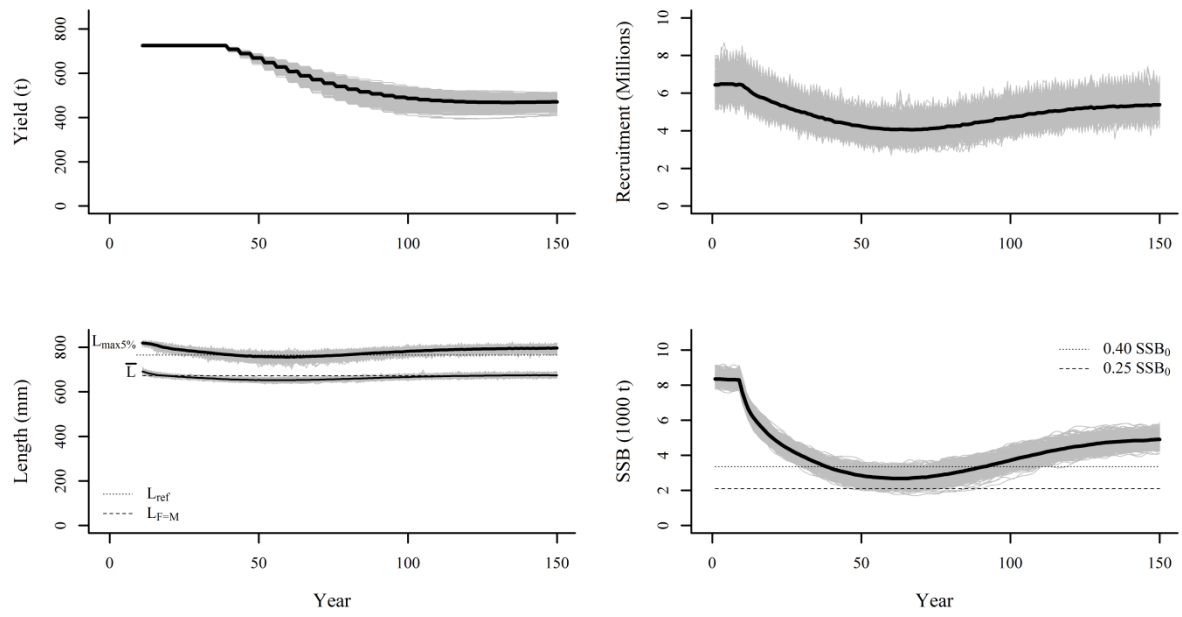 Yield (t)
0 200 400 600 800
0 50 100 150
Recruitment (Millions)
0 2 4 6 8 10
0 50 100 150
Length (mm)
0 200 400 600 800
Lmax5%
L̅
Lref
LF=M
0 50 100 150
Year
SSB (1000 t)
0 2 4 6 8 10
0.40 SSB0
0.25 SSB0
0 50 100 150
Year